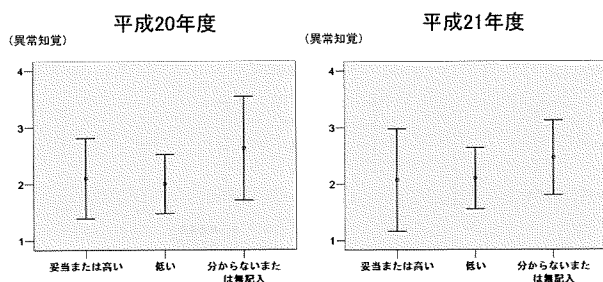 平成20年度
(異常知覚)
4
3
2
1
妥当または高い
低い
分からないまた
は無記入
平成21年度
(異常知覚)
4
3
2
1
妥当または高い
低い
分からないまた
は無記入